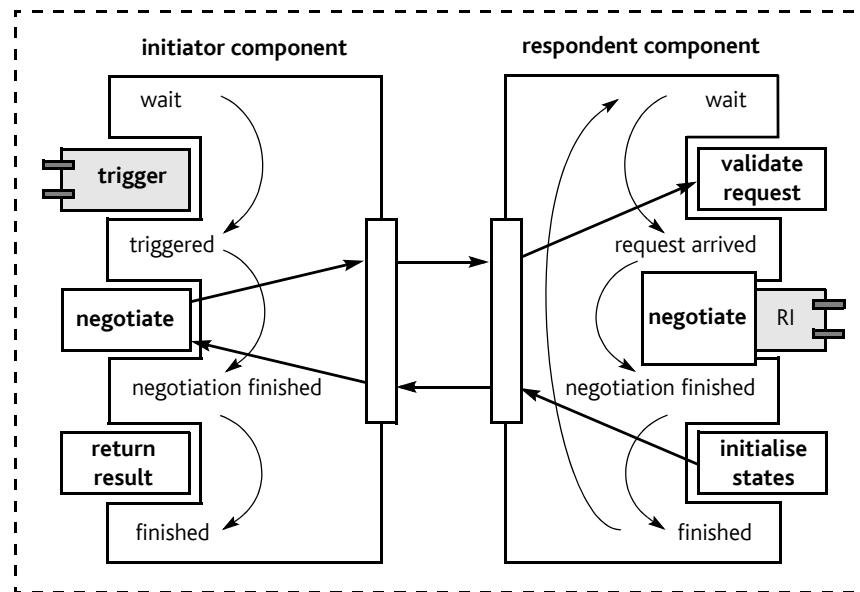 initiator component
wait
trigger
triggered
negotiate
negotiation finished
return
result
finished
respondent component
wait
validate
request
request arrived
negotiate
RI
negotiation finished
initialise
states
finished